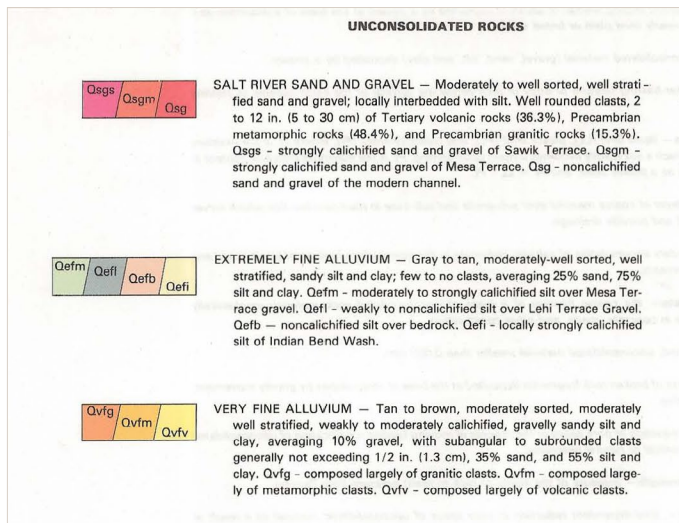 UNCONSOLIDATED ROCKS
Qsgs
Qsgm
Qsg
SALT RIVER SAND AND GRAVEL — Moderately to well sorted, well strati-
fied sand and gravel; locally interbedded with silt. Well rounded clasts, 2
to 12 in. (5 to 30 cm) of Tertiary volcanic rocks (36.3%), Precambrian
metamorphic rocks (48.4%), and Precambrian granitic rocks (15.3%).
Qsgs - strongly calichified sand and gravel of Sawik Terrace. Qsgm -
strongly calichified sand and gravel of Mesa Terrace. Qsg - noncalichified
sand and gravel of the modern channel.
Qefm
Qefl
Qefb
Qefi
EXTREMELY FINE ALLUVIUM — Gray to tan, moderately-well sorted, well
stratified, sandy silt and clay; few to no clasts, averaging 25% sand, 75%
silt and clay. Qefm - moderately to strongly calichified silt over Mesa Ter-
race gravel. Qefl - weakly to noncalichified silt over Lehi Terrace Gravel.
Qefb — noncalichified silt over bedrock. Qefi - locally strongly calichified
silt of Indian Bend Wash.
Qvfg
Qvfm
Qvfv
VERY FINE ALLUVIUM — Tan to brown, moderately sorted, moderately
well stratified, weakly to moderately calichified, gravelly sandy silt and
clay, averaging 10% gravel, with subangular to subrounded clasts
generally not exceeding 1/2 in. (1.3 cm), 35% sand, and 55% silt and
clay. Qvfg - composed largely of granitic clasts. Qvfm - composed large-
ly of metamorphic clasts. Qvfv - composed largely of volcanic clasts.